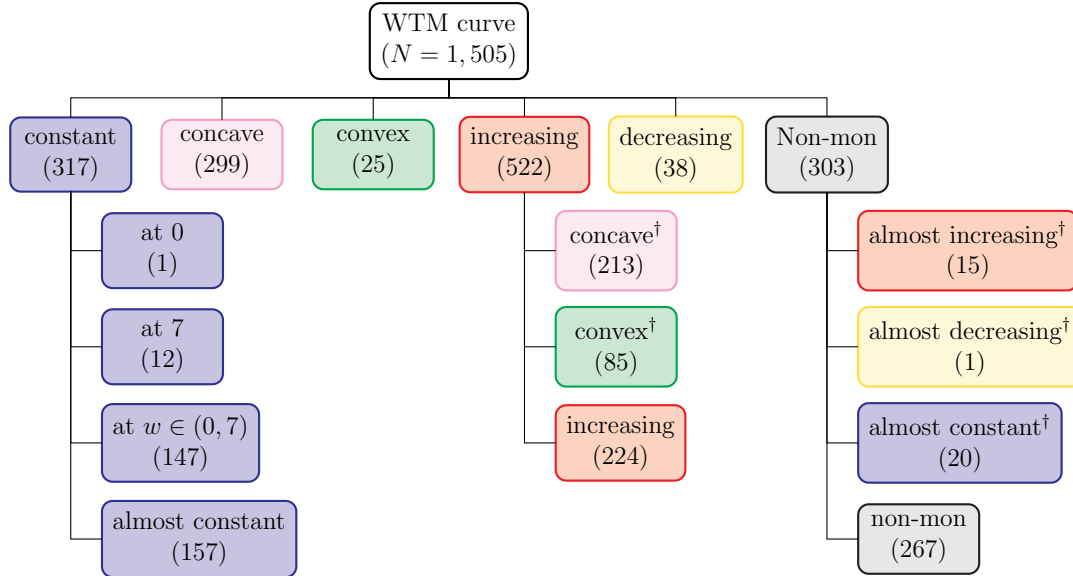 WTM curve
(N = 1, 505)
constant
(317)
concave
(299)
convex
(25)
increasing
(522)
decreasing
(38)
Non-mon
(303)
at 0
(1)
at 7
(12)
at w ∈ (0, 7)
(147)
almost constant
(157)
concave†
(213)
convex†
(85)
increasing
(224)
almost increasing†
(15)
almost decreasing†
(1)
almost constant†
(20)
non-mon
(267)